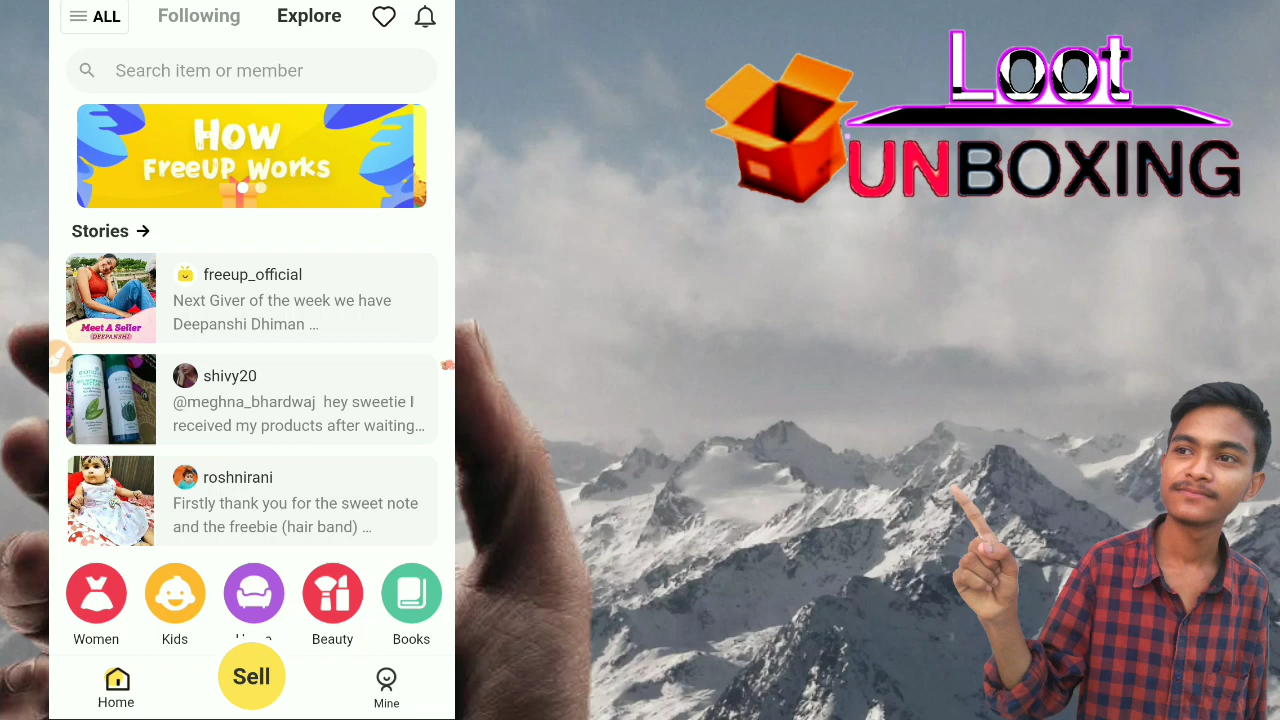 ALL
Following
Explore
Search item or member
How
FreeUP Works
Stories →
Meet A Seller
DEEPANSHI
freeup_official
Next Giver of the week we have
Deepanshi Dhiman ...
shivy20
@meghna_bhardwaj hey sweetie I
received my products after waiting...
roshnirani
Firstly thank you for the sweet note
and the freebie (hair band) ...
Women
Kids
Beauty
Books
Home
Sell
Mine
Loot
UNBOXING